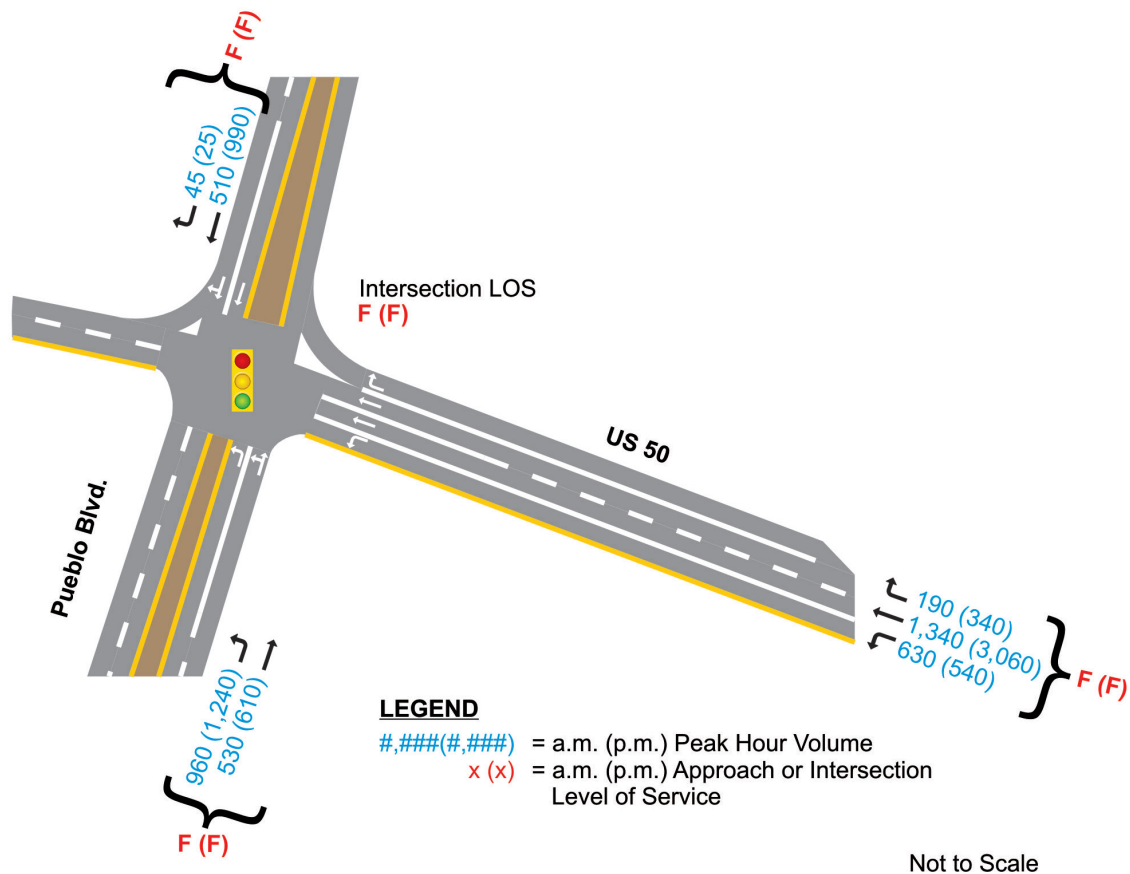 F (F)
45 (25)
510 (990)
Intersection LOS
F (F)
US 50
Pueblo Blvd.
190 (340)
1,340 (3,060)
630 (540)
F (F)
960 (1,240)
530 (610)
F (F)
LEGEND
#,###(#,###) = a.m. (p.m.) Peak Hour Volume
x (x) = a.m. (p.m.) Approach or Intersection
Level of Service
Not to Scale